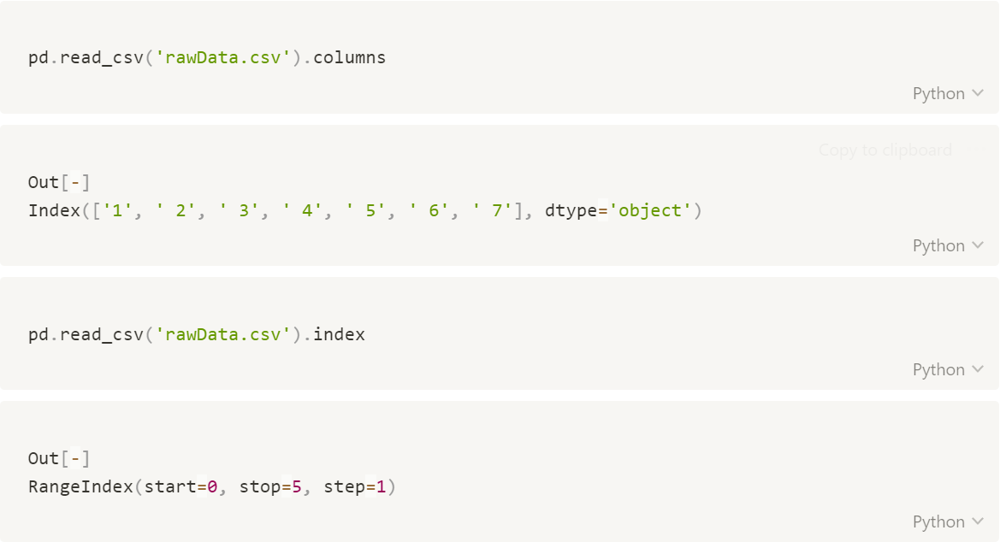 pd.read_csv('rawData.csv').columns
Python
Copy to clipboard
Out[-]
Index(['1', ' 2', ' 3', ' 4', ' 5', ' 6', ' 7'], dtype='object')
Python
pd.read_csv('rawData.csv').index
Python
Out[-]
RangeIndex(start=0, stop=5, step=1)
Python